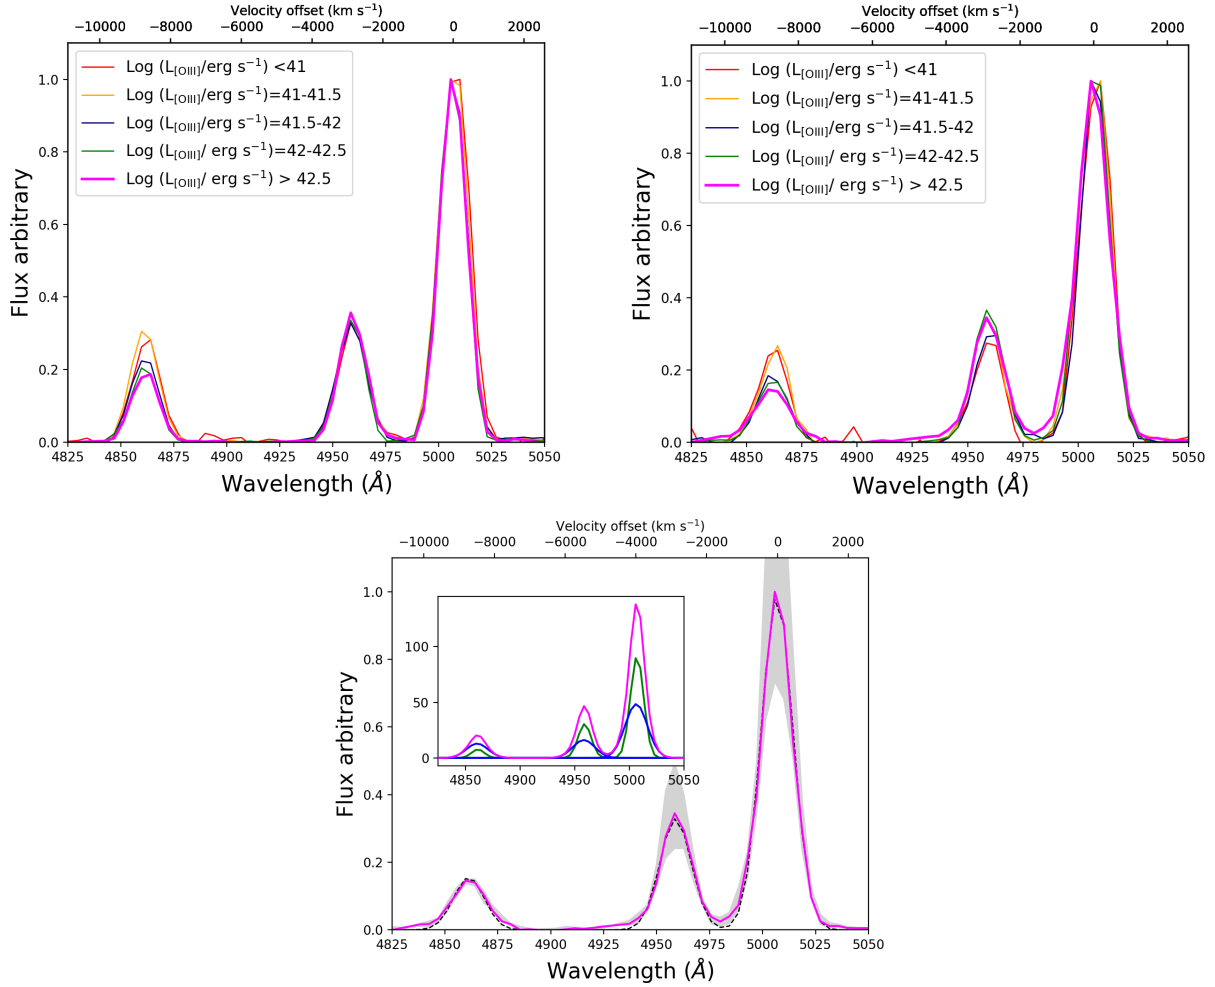 Velocity offset (km s⁻¹)
−10000 −8000 −6000 −4000 −2000 0 2000
Log (L[OIII]/erg s⁻¹) <41
Log (L[OIII]/erg s⁻¹)=41-41.5
Log (L[OIII]/erg s⁻¹)=41.5-42
Log (L[OIII]/ erg s⁻¹)=42-42.5
Log (L[OIII]/ erg s⁻¹) > 42.5
1.0
0.8
0.6
0.4
0.2
0.0
Flux arbitrary
4825 4850 4875 4900 4925 4950 4975 5000 5025 5050
Wavelength (Å)
Velocity offset (km s⁻¹)
−10000 −8000 −6000 −4000 −2000 0 2000
Log (L[OIII]/erg s⁻¹) <41
Log (L[OIII]/erg s⁻¹)=41-41.5
Log (L[OIII]/erg s⁻¹)=41.5-42
Log (L[OIII]/ erg s⁻¹)=42-42.5
Log (L[OIII]/ erg s⁻¹) > 42.5
1.0
0.8
0.6
0.4
0.2
0.0
Flux arbitrary
4825 4850 4875 4900 4925 4950 4975 5000 5025 5050
Wavelength (Å)
Velocity offset (km s⁻¹)
−10000 −8000 −6000 −4000 −2000 0 2000
1.0
0.8
0.6
0.4
0.2
0.0
Flux arbitrary
100
50
0
4850 4900 4950 5000 5050
4825 4850 4875 4900 4925 4950 4975 5000 5025 5050
Wavelength (Å)